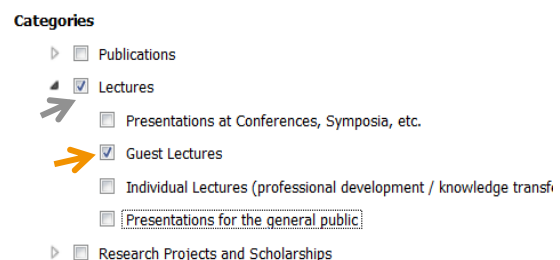 Categories
Publications
Lectures
Presentations at Conferences, Symposia, etc.
Guest Lectures
Individual Lectures (professional development / knowledge transfe
Presentations for the general public
Research Projects and Scholarships